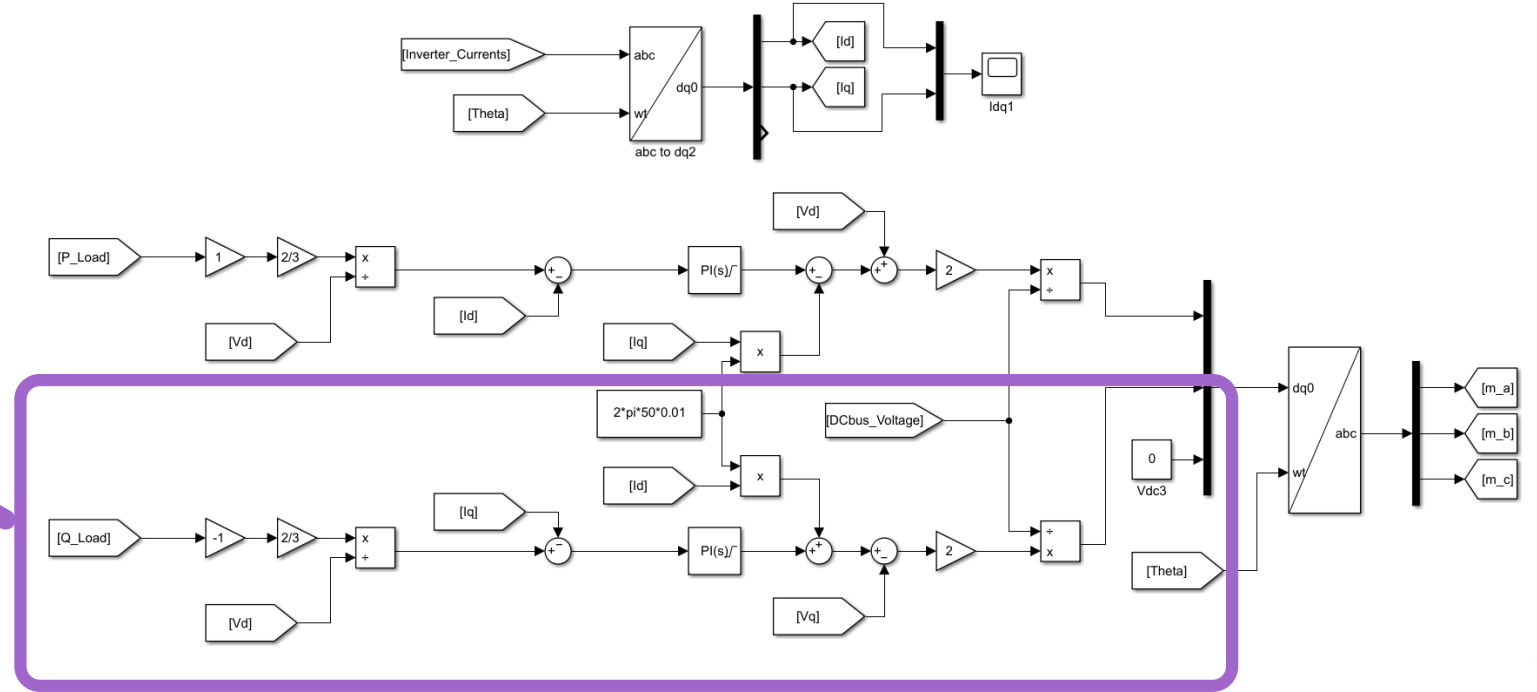 [Inverter_Currents]
abc
[Theta]
wt
dq0
abc to dq2
[Id]
[Iq]
Idq1
[Vd]
[P_Load]
1
2/3
x
÷
[Vd]
+
−
[Id]
PI(s)
+
−
+
+
2
x
÷
[Iq]
x
2*pi*50*0.01
[DCbus_Voltage]
[Id]
x
0
Vdc3
dq0
wt
abc
[m_a]
[m_b]
[m_c]
[Q_Load]
-1
2/3
x
÷
[Vd]
[Iq]
+
−
PI(s)
+
+
+
−
2
÷
x
[Vq]
[Theta]